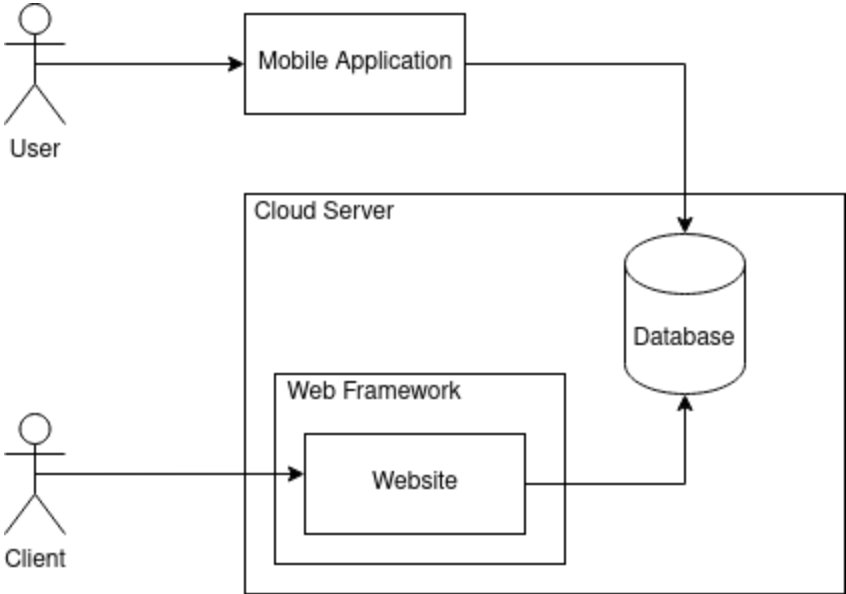 Mobile Application
User
Cloud Server
Database
Web Framework
Website
Client